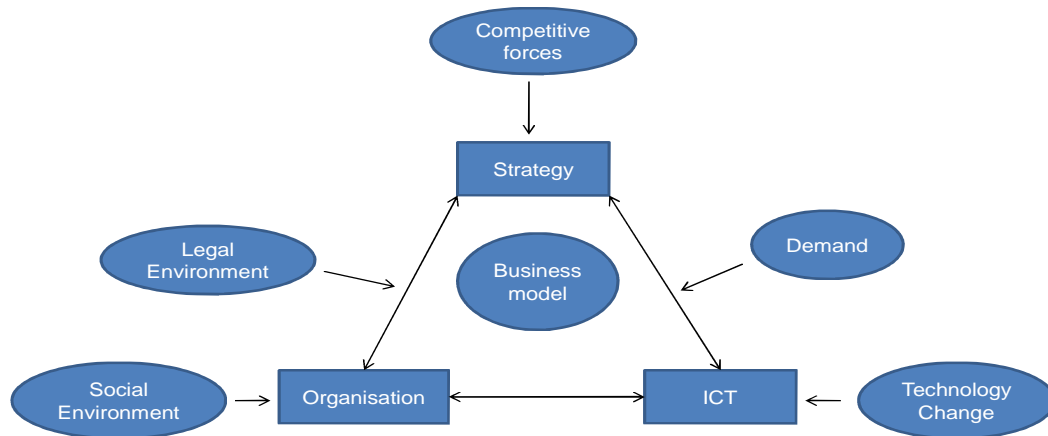 Competitive
forces
Strategy
Legal
Environment
Business
model
Demand
Social
Environment
Organisation
ICT
Technology
Change